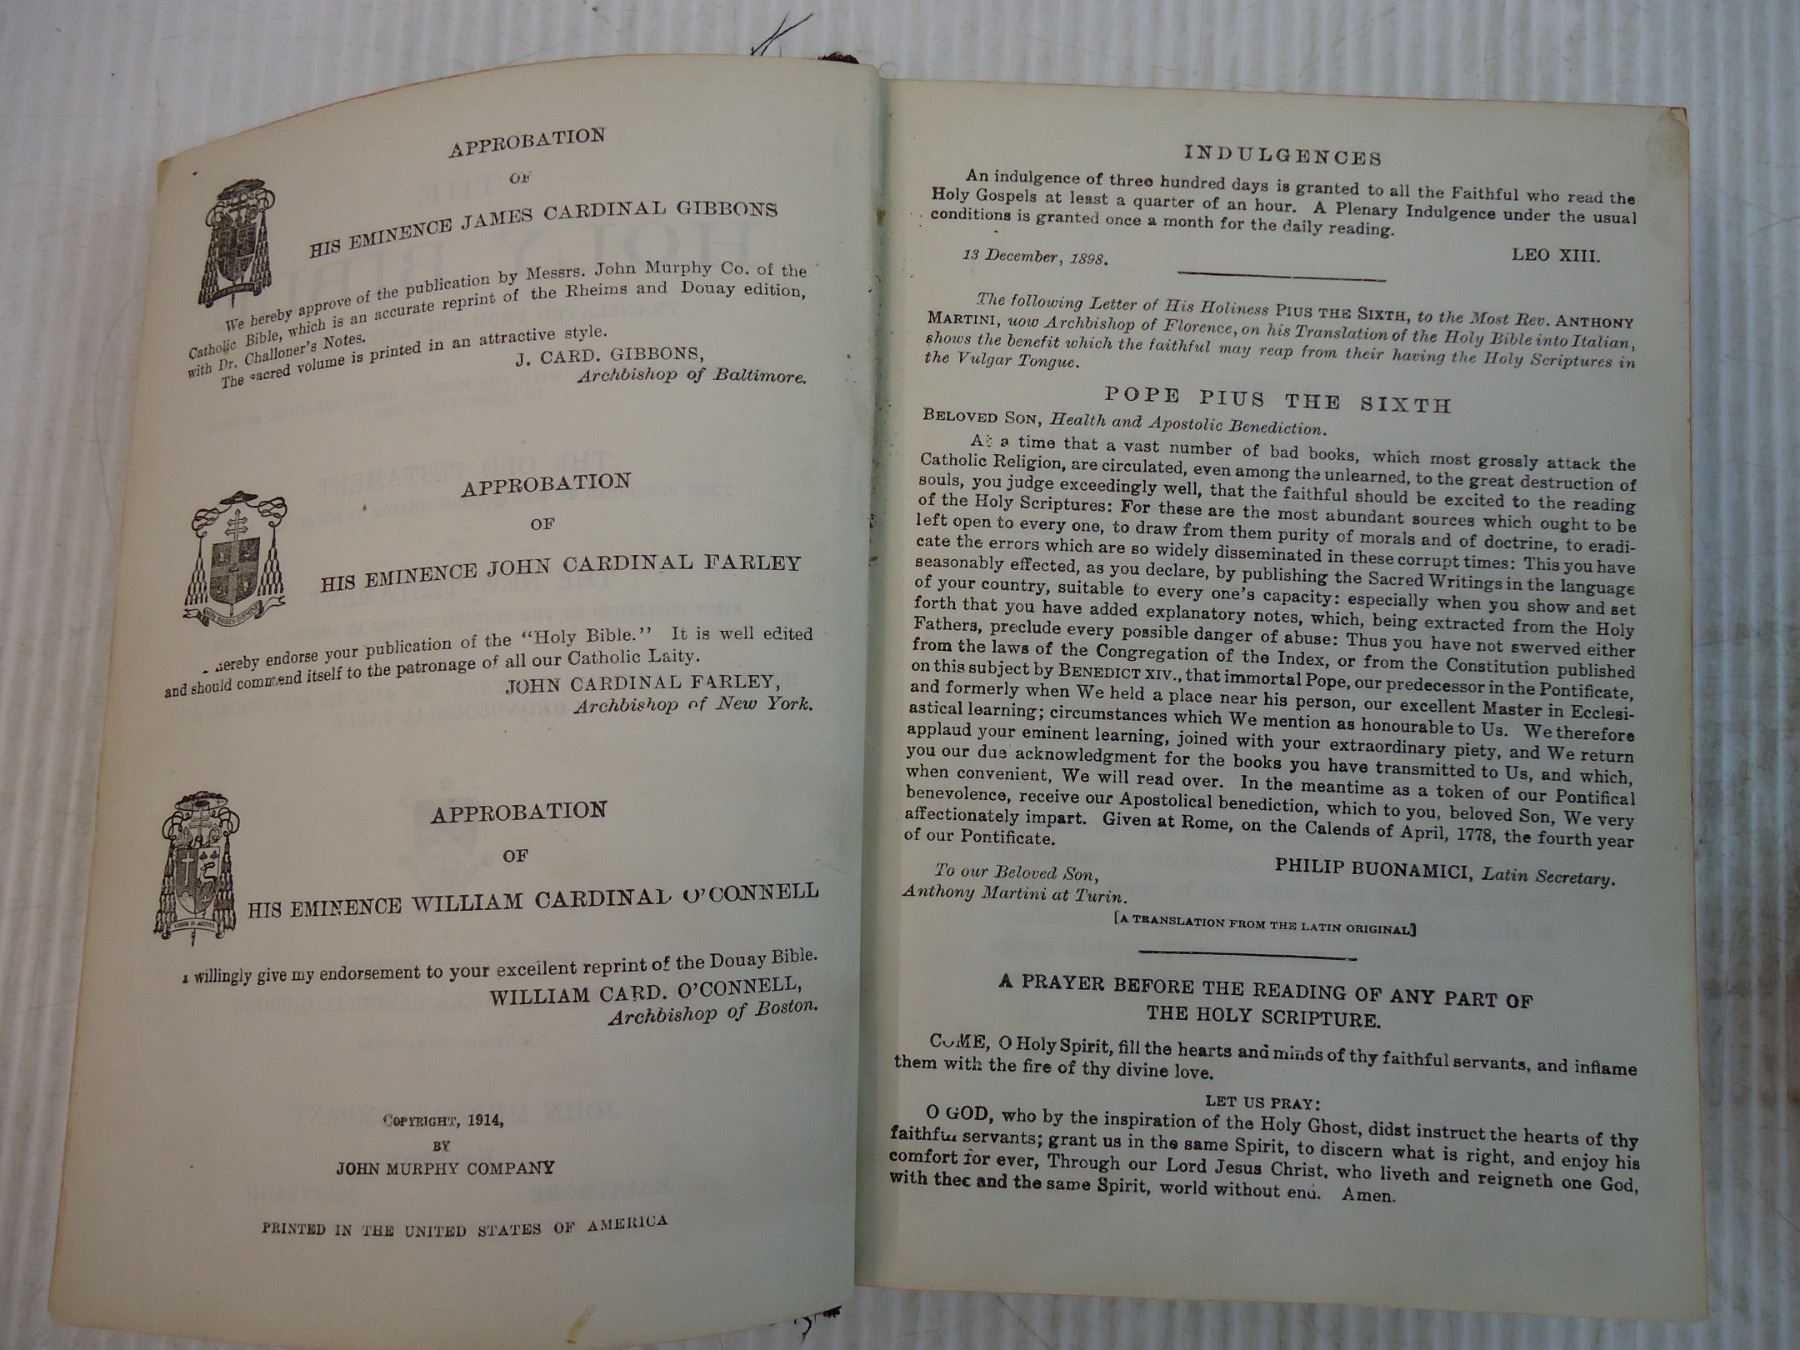 APPROBATION
OF
HIS EMINENCE JAMES CARDINAL GIBBONS
We hereby approve of the publication by Messrs. John Murphy Co. of the
Catholic Bible, which is an accurate reprint of the Rheims and Douay edition,
with Dr. Challoner's Notes.
The sacred volume is printed in an attractive style.
J. CARD. GIBBONS,
Archbishop of Baltimore.
APPROBATION
OF
HIS EMINENCE JOHN CARDINAL FARLEY
hereby endorse your publication of the "Holy Bible." It is well edited
and should commend itself to the patronage of all our Catholic Laity.
JOHN CARDINAL FARLEY,
Archbishop of New York.
APPROBATION
OF
HIS EMINENCE WILLIAM CARDINAL O'CONNELL
I willingly give my endorsement to your excellent reprint of the Douay Bible.
WILLIAM CARD. O'CONNELL,
Archbishop of Boston.
COPYRIGHT, 1914,
BY
JOHN MURPHY COMPANY
PRINTED IN THE UNITED STATES OF AMERICA
INDULGENCES
An indulgence of three hundred days is granted to all the Faithful who read the
Holy Gospels at least a quarter of an hour. A Plenary Indulgence under the usual
conditions is granted once a month for the daily reading.
13 December, 1898. LEO XIII.
The following Letter of His Holiness PIUS THE SIXTH, to the Most Rev. ANTHONY
MARTINI, uow Archbishop of Florence, on his Translation of the Holy Bible into Italian,
shows the benefit which the faithful may reap from their having the Holy Scriptures in
the Vulgar Tongue.
POPE PIUS THE SIXTH
BELOVED SON, Health and Apostolic Benediction.
At a time that a vast number of bad books, which most grossly attack the
Catholic Religion, are circulated, even among the unlearned, to the great destruction of
souls, you judge exceedingly well, that the faithful should be excited to the reading
of the Holy Scriptures: For these are the most abundant sources which ought to be
left open to every one, to draw from them purity of morals and of doctrine, to eradi-
cate the errors which are so widely disseminated in these corrupt times: This you have
seasonably effected, as you declare, by publishing the Sacred Writings in the language
of your country, suitable to every one's capacity: especially when you show and set
forth that you have added explanatory notes, which, being extracted from the Holy
Fathers, preclude every possible danger of abuse: Thus you have not swerved either
from the laws of the Congregation of the Index, or from the Constitution published
on this subject by BENEDICT XIV., that immortal Pope, our predecessor in the Pontificate,
and formerly when We held a place near his person, our excellent Master in Ecclesi-
astical learning; circumstances which We mention as honourable to Us. We therefore
applaud your eminent learning, joined with your extraordinary piety, and We return
you our due acknowledgment for the books you have transmitted to Us, and which,
when convenient, We will read over. In the meantime as a token of our Pontifical
benevolence, receive our Apostolical benediction, which to you, beloved Son, We very
affectionately impart. Given at Rome, on the Calends of April, 1778, the fourth year
of our Pontificate.
PHILIP BUONAMICI, Latin Secretary.
To our Beloved Son,
Anthony Martini at Turin.
[A TRANSLATION FROM THE LATIN ORIGINAL]
A PRAYER BEFORE THE READING OF ANY PART OF
THE HOLY SCRIPTURE.
COME, O Holy Spirit, fill the hearts and minds of thy faithful servants, and inflame
them with the fire of thy divine love.
LET US PRAY:
O GOD, who by the inspiration of the Holy Ghost, didst instruct the hearts of thy
faithful servants; grant us in the same Spirit, to discern what is right, and enjoy his
comfort for ever, Through our Lord Jesus Christ, who liveth and reigneth one God,
with thee and the same Spirit, world without end. Amen.